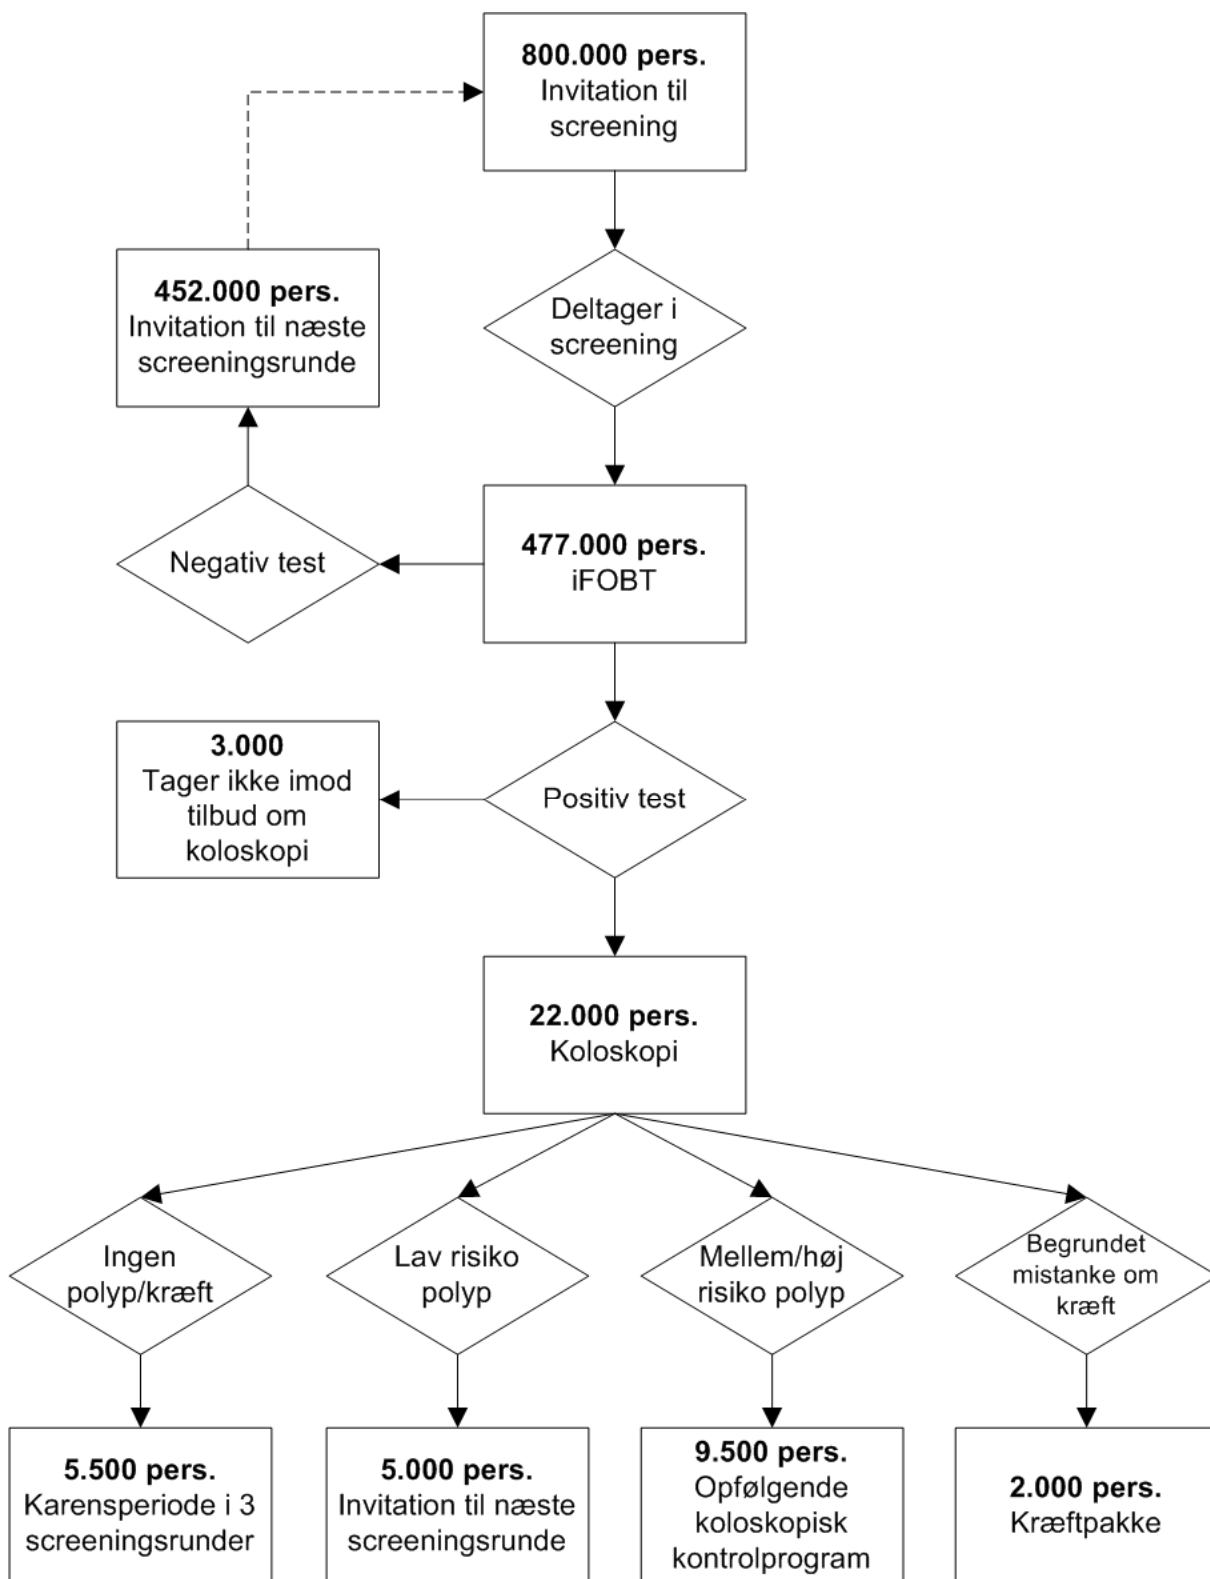 800.000 pers.
Invitation til
screening
452.000 pers.
Invitation til næste
screeningsrunde
Deltager i
screening
Negativ test
477.000 pers.
iFOBT
3.000
Tager ikke imod
tilbud om
koloskopi
Positiv test
22.000 pers.
Koloskopi
Ingen
polyp/kræft
Lav risiko
polyp
Mellem/høj
risiko polyp
Begrundet
mistanke om
kræft
5.500 pers.
Karensperiode i 3
screeningsrunder
5.000 pers.
Invitation til næste
screeningsrunde
9.500 pers.
Opfølgende
koloskopisk
kontrolprogram
2.000 pers.
Kræftpakke